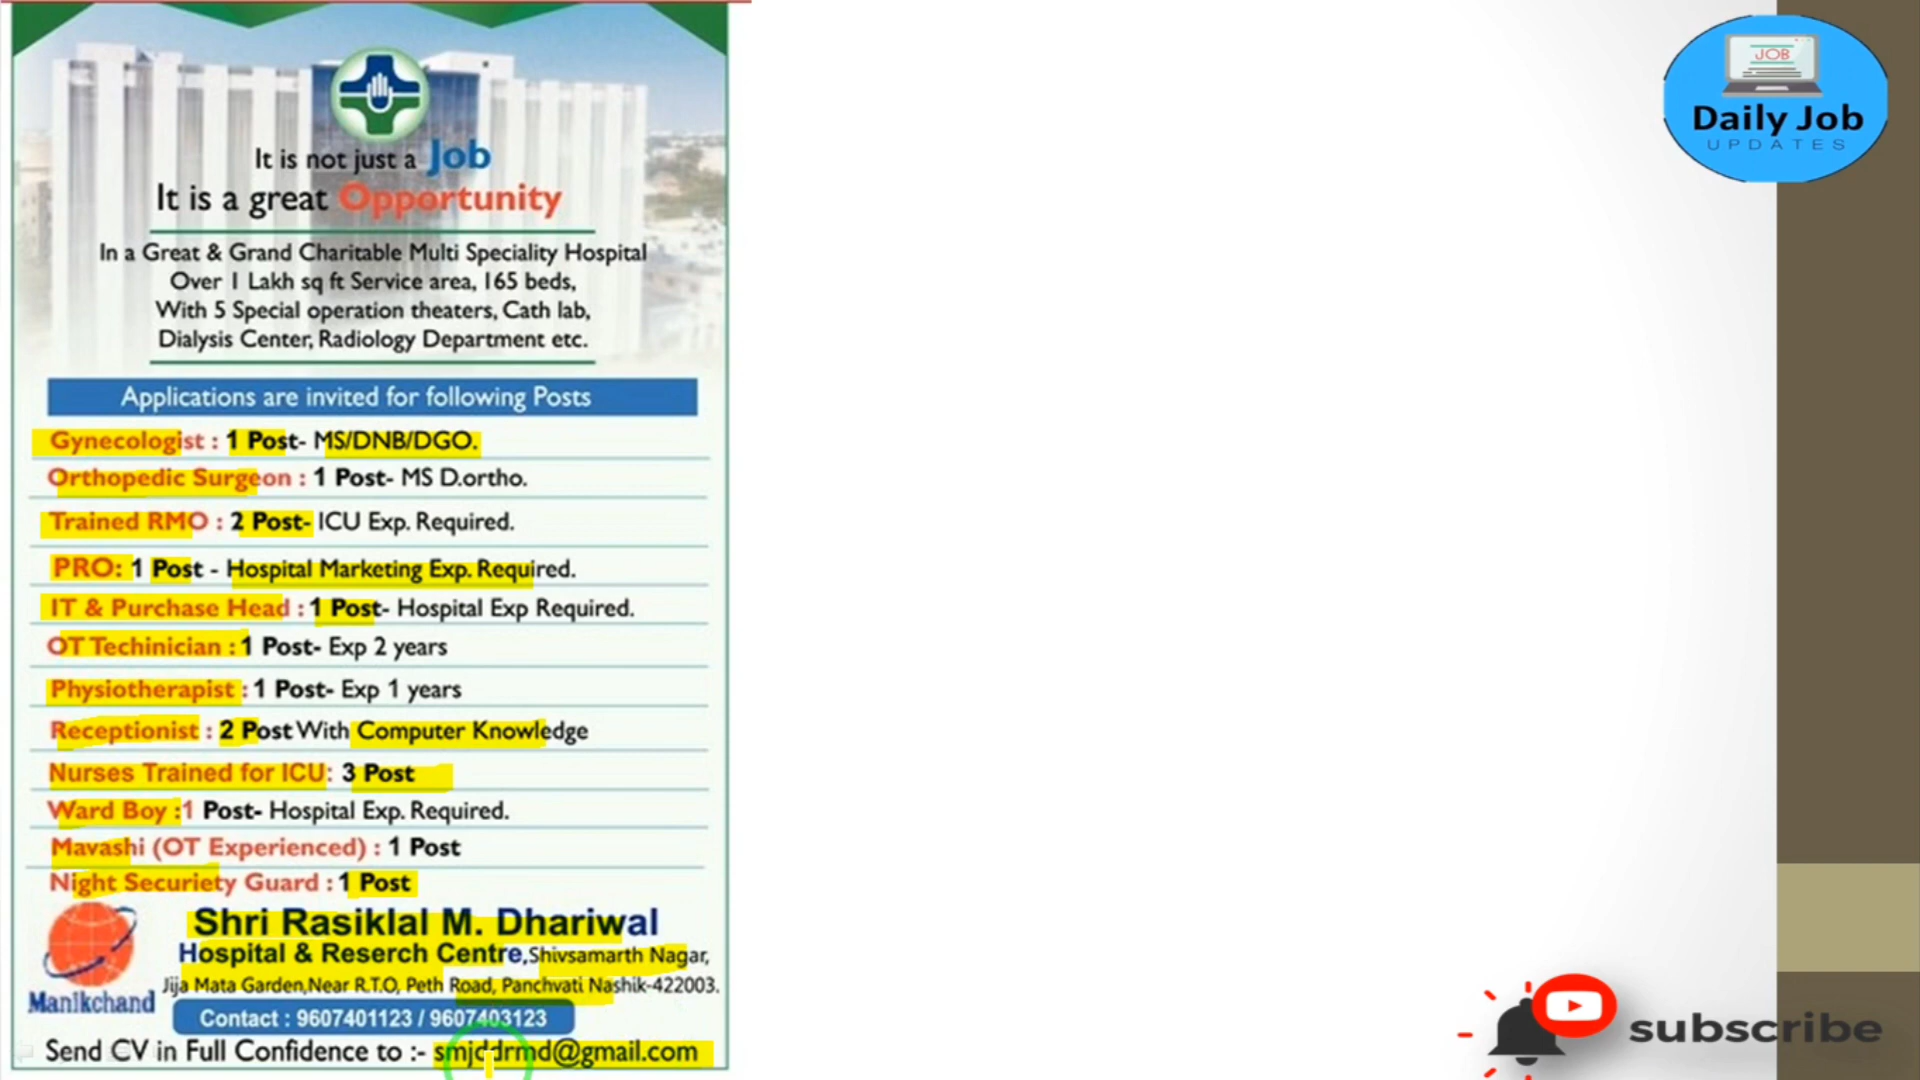 It is not just a Job
It is a great Opportunity
In a Great & Grand Charitable Multi Speciality Hospital
Over 1 Lakh sq ft Service area, 165 beds,
With 5 Special operation theaters, Cath lab,
Dialysis Center, Radiology Department etc.
Applications are invited for following Posts
Gynecologist : 1 Post- MS/DNB/DGO.
Orthopedic Surgeon : 1 Post- MS D.ortho.
Trained RMO : 2 Post- ICU Exp. Required.
PRO: 1 Post - Hospital Marketing Exp. Required.
IT & Purchase Head : 1 Post- Hospital Exp Required.
OT Techinician : 1 Post- Exp 2 years
Physiotherapist : 1 Post- Exp 1 years
Receptionist : 2 Post With Computer Knowledge
Nurses Trained for ICU: 3 Post
Ward Boy :1 Post- Hospital Exp. Required.
Mavashi (OT Experienced) : 1 Post
Night Securiety Guard : 1 Post
Shri Rasiklal M. Dhariwal
Hospital & Reserch Centre,Shivsamarth Nagar,
Jija Mata Garden,Near R.T.O, Peth Road, Panchvati Nashik-422003.
Manikchand
Contact : 9607401123 / 9607403123
Send CV in Full Confidence to :- smjddrmd@gmail.com
JOB
Daily Job
UPDATES
subscribe